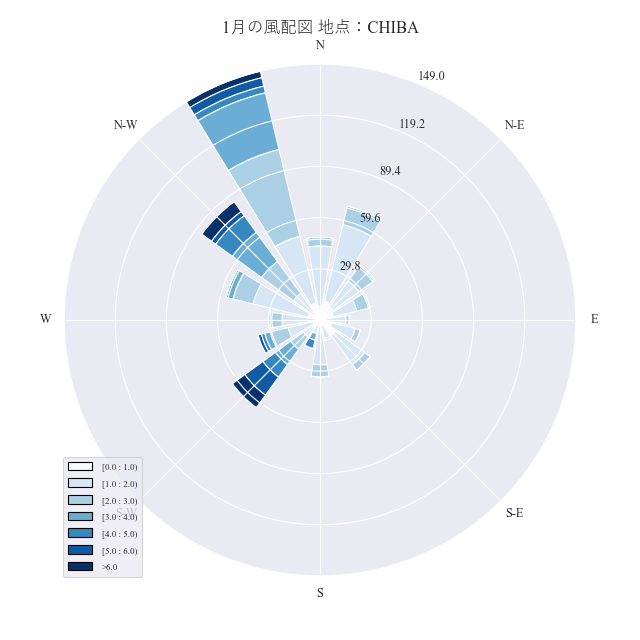 1月の風配図 地点：CHIBA
N
N-W
N-E
149.0
119.2
89.4
59.6
29.8
W
E
S-W
S-E
S
[0.0 : 1.0)
[1.0 : 2.0)
[2.0 : 3.0)
[3.0 : 4.0)
[4.0 : 5.0)
[5.0 : 6.0)
>6.0